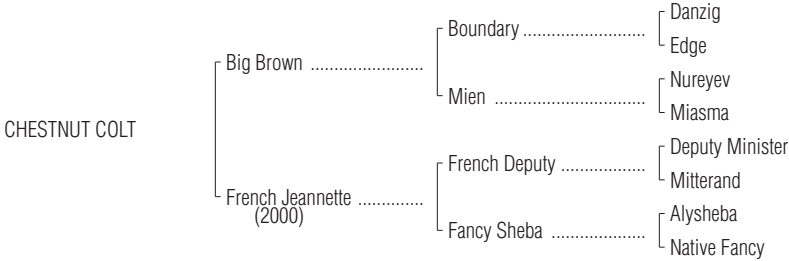 Danzig
Boundary ........................
Edge
Big Brown ......................
Nureyev
Mien .............................
Miasma
CHESTNUT COLT
Deputy Minister
French Deputy ................
Mitterand
French Jeannette .............
(2000)
Alysheba
Fancy Sheba ..................
Native Fancy